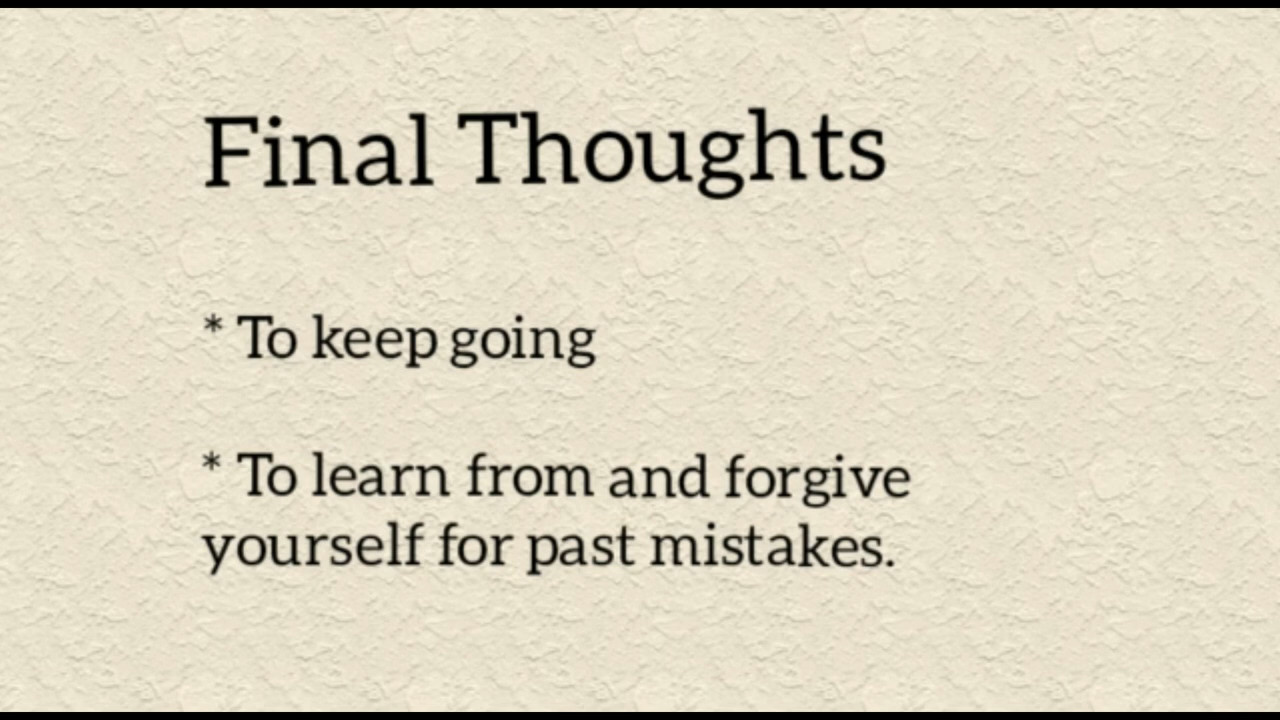 Final Thoughts
* To keep going
* To learn from and forgive
yourself for past mistakes.